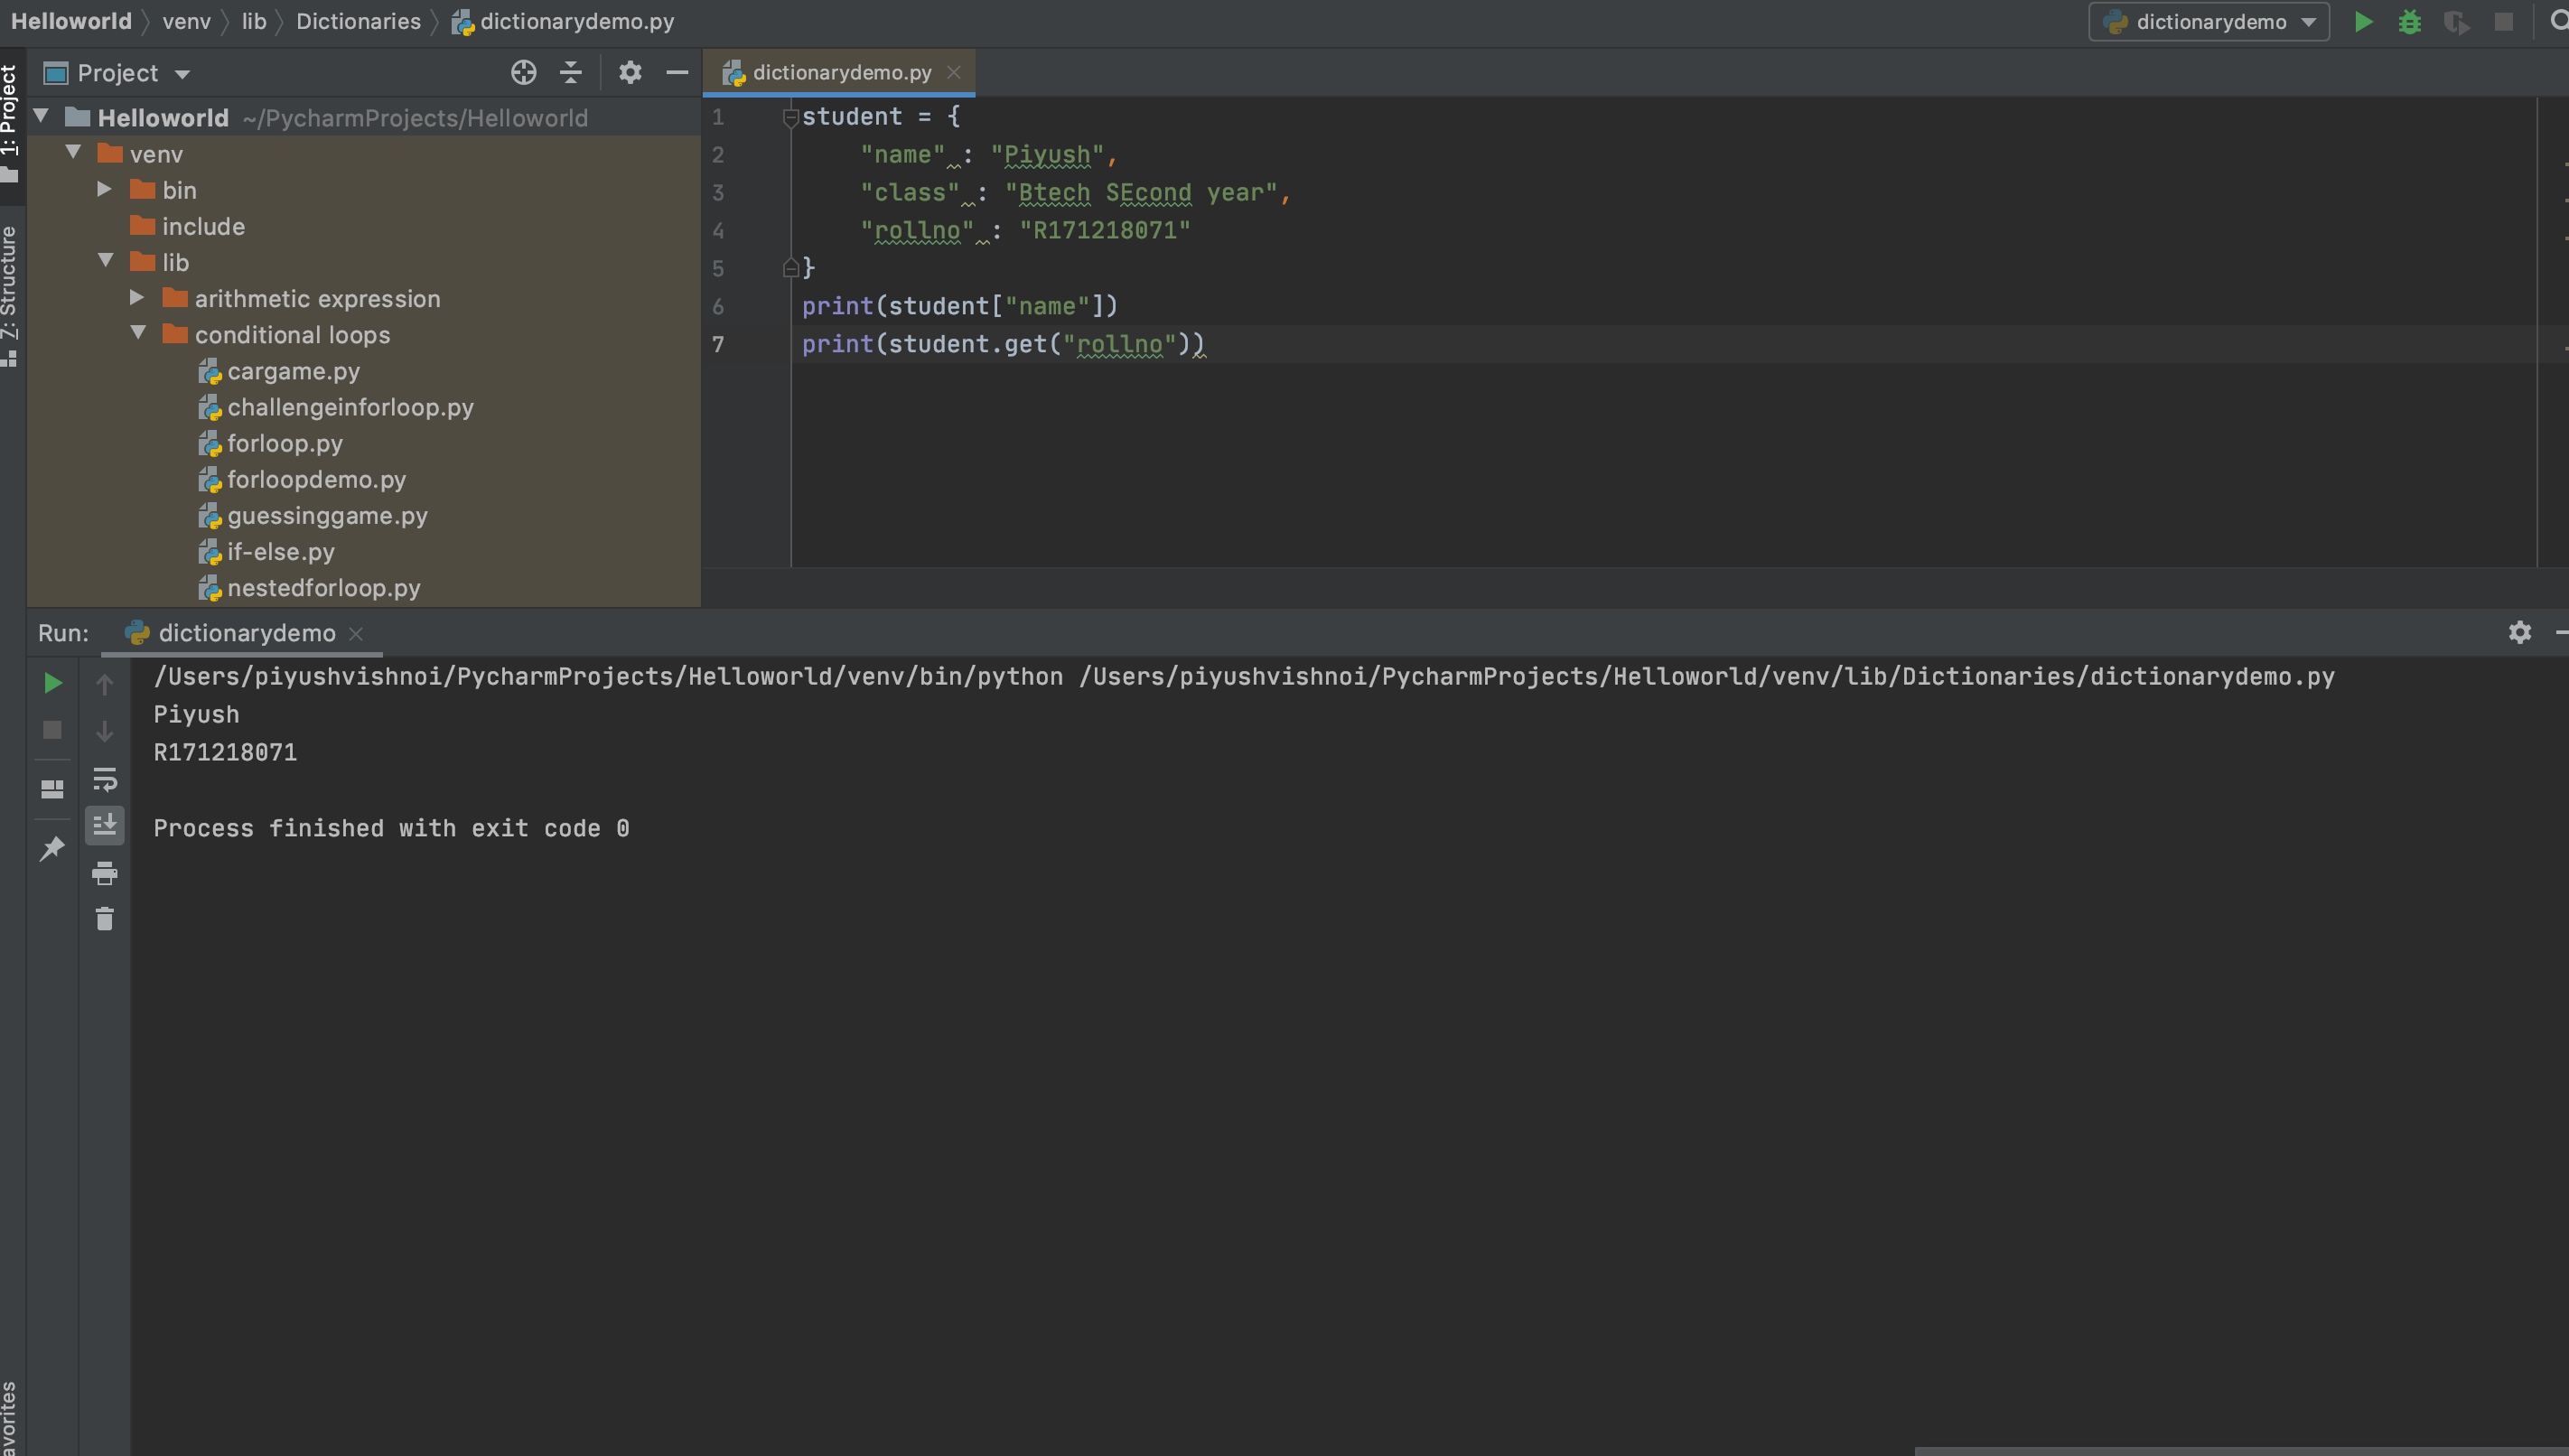 Helloworld venv lib Dictionaries dictionarydemo.py
dictionarydemo
1: Project
7: Structure
Project
Helloworld ~/PycharmProjects/Helloworld
venv
bin
include
lib
arithmetic expression
conditional loops
cargame.py
challengeinforloop.py
forloop.py
forloopdemo.py
guessinggame.py
if-else.py
nestedforloop.py
dictionarydemo.py
1 student = {
2 "name" : "Piyush",
3 "class" : "Btech SEcond year",
4 "rollno" : "R171218071"
5 }
6 print(student["name"])
7 print(student.get("rollno"))
Run: dictionarydemo
/Users/piyushvishnoi/PycharmProjects/Helloworld/venv/bin/python /Users/piyushvishnoi/PycharmProjects/Helloworld/venv/lib/Dictionaries/dictionarydemo.py
Piyush
R171218071
Process finished with exit code 0
avorites